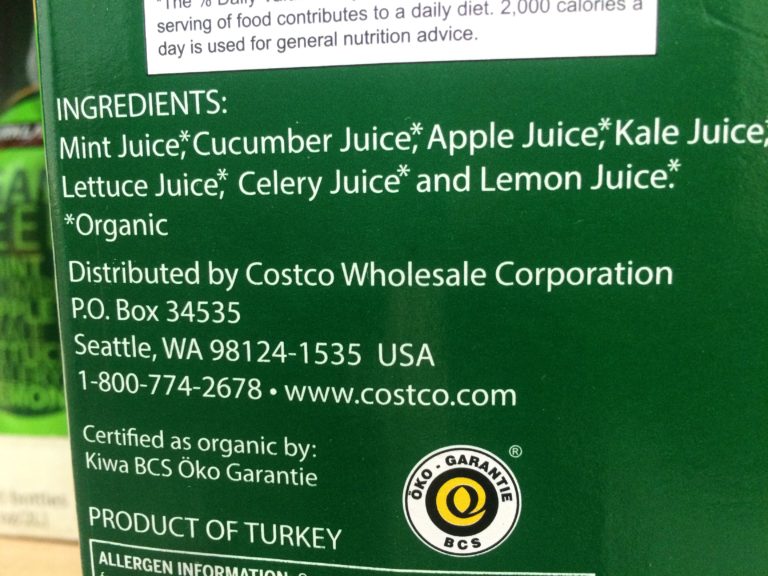 serving of food contributes to a daily diet. 2,000 calories a
day is used for general nutrition advice.
INGREDIENTS:
Mint Juice,* Cucumber Juice,* Apple Juice,* Kale Juice,
Lettuce Juice,* Celery Juice* and Lemon Juice.*
*Organic
Distributed by Costco Wholesale Corporation
P.O. Box 34535
Seattle, WA 98124-1535 USA
1-800-774-2678 • www.costco.com
Certified as organic by:
Kiwa BCS Öko Garantie
ÖKO - GARANTIE
BCS
®
PRODUCT OF TURKEY
ALLERGEN INFORMATION: